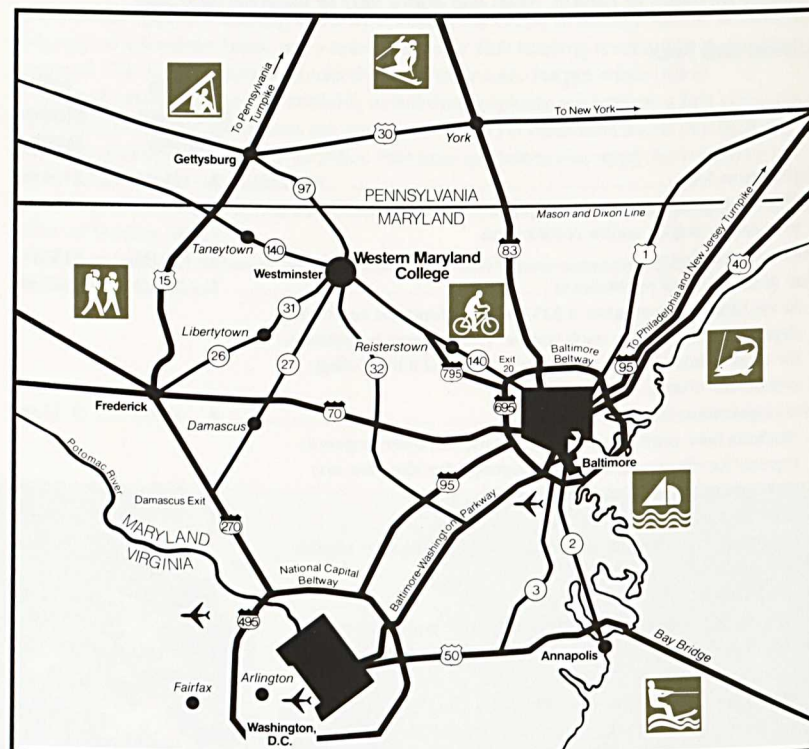 To Pennsylvania
Turnpike →
To New York →
30
York
Gettysburg
97
PENNSYLVANIA
MARYLAND
Mason and Dixon Line
Taneytown
140
83
1
To Philadelphia and New Jersey Turnpike →
40
Western Maryland
College
Westminster
15
31
Libertytown
26
27
Reisterstown
140
Exit
20
Baltimore
Beltway
795
32
95
695
Frederick
70
Damascus
Baltimore
Potomac
River
Damascus Exit
95
270
MARYLAND
VIRGINIA
Baltimore-Washington Parkway
2
National Capital
Beltway
3
495
50
Annapolis
Bay Bridge
Fairfax
Arlington
Washington,
D.C.